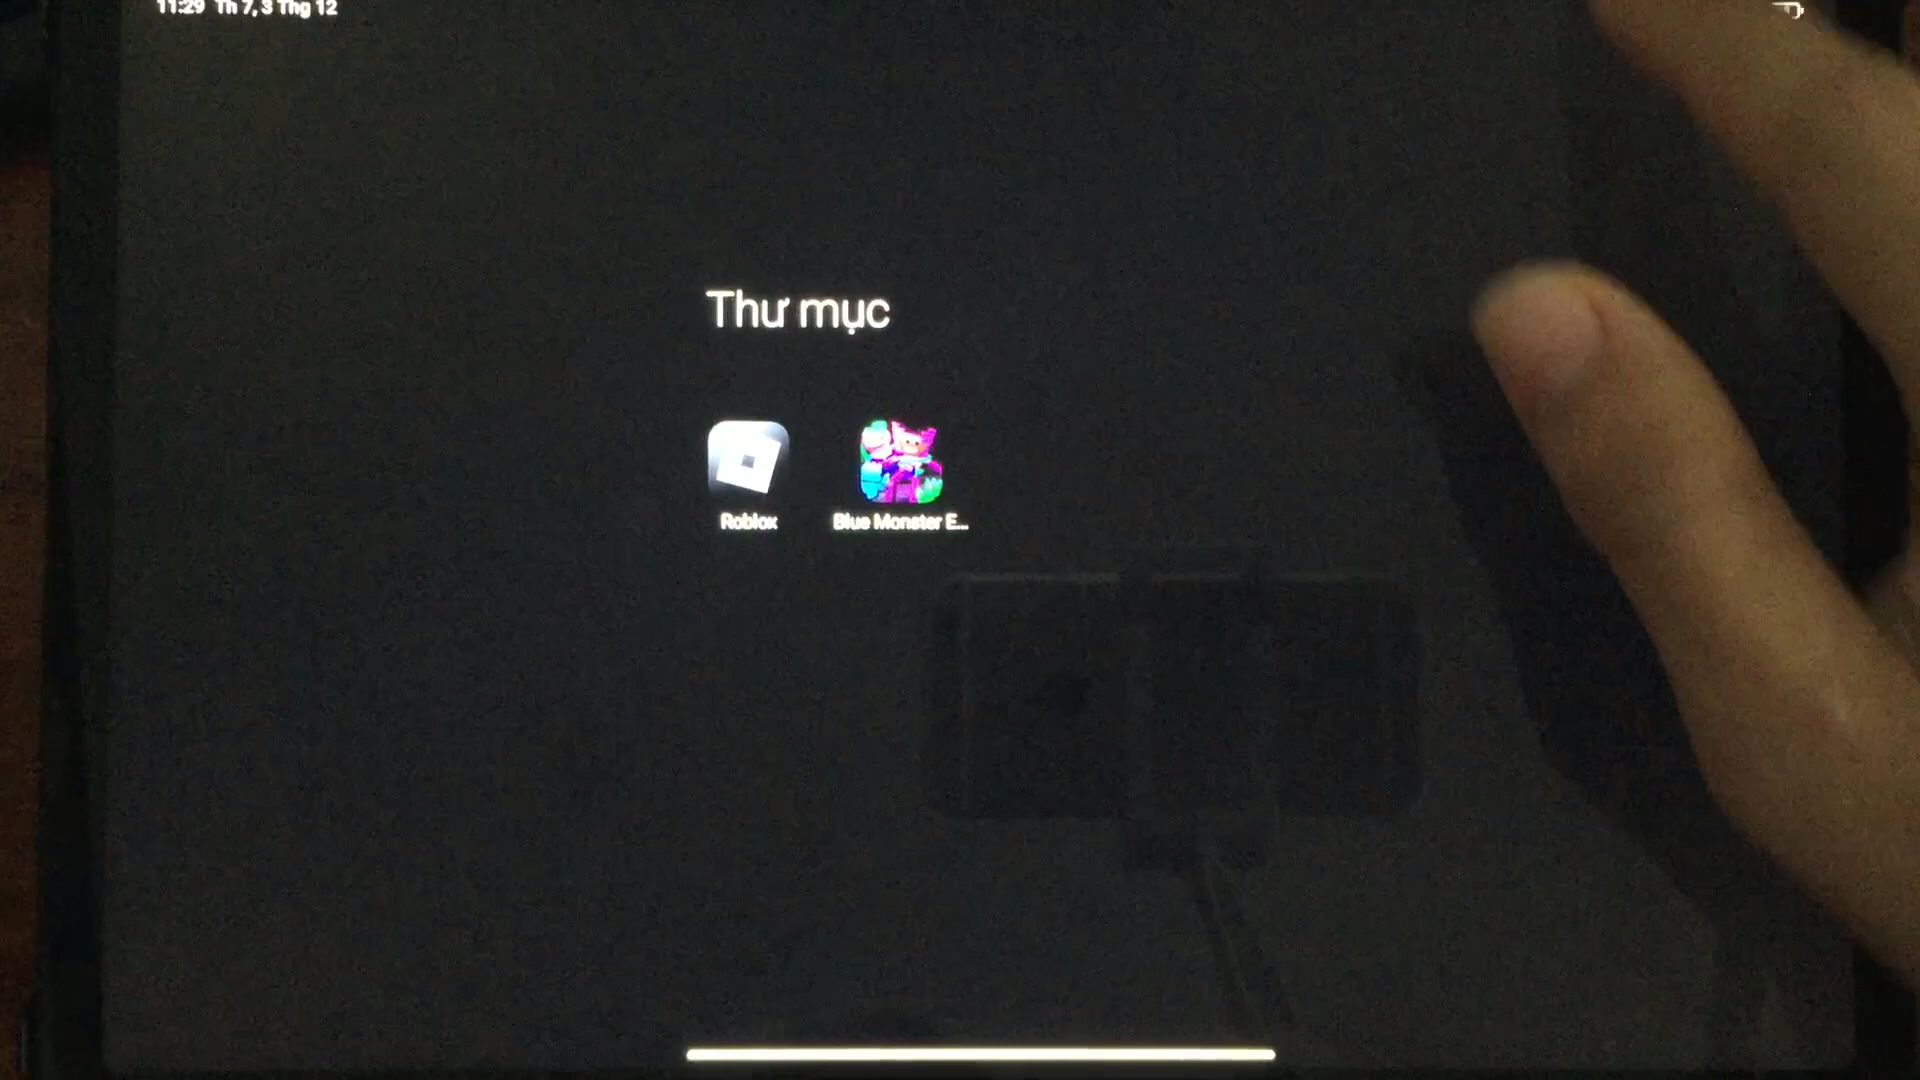 11:29 Th 7, 3 Thg 12
Thư mục
Roblox
Blue Monster E...